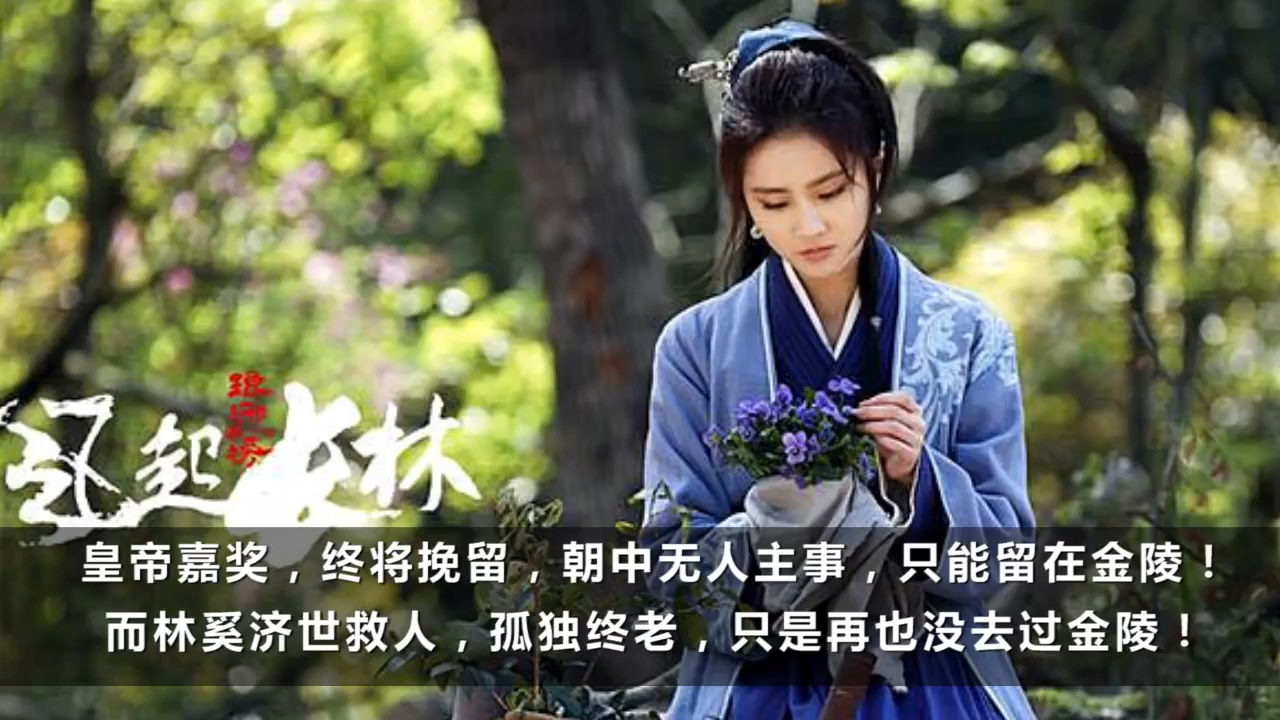 琅琊榜
风起长林
皇帝嘉奖，终将挽留，朝中无人主事，只能留在金陵！
而林奚济世救人，孤独终老，只是再也没去过金陵！